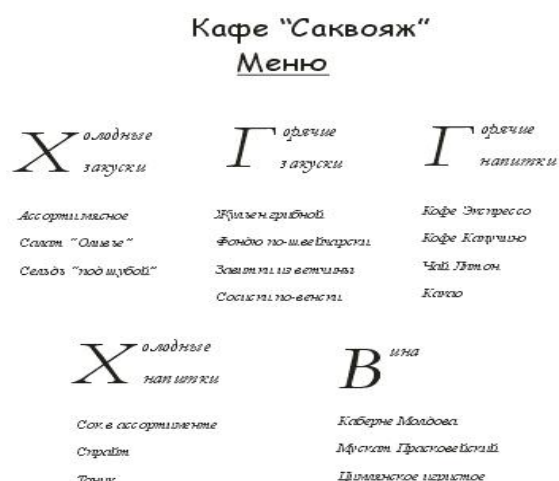 Кафе “Саквояж”
Меню
Холодные
закуски
Ассорти мясное
Салат “Оливье”
Сельдь “под шубой”
Горячие
закуски
Жульен грибной
Фондю по-швейцарски
Завитки из ветчины
Сосиски по-венски
Горячие
напитки
Кофе Экспрессо
Кофе Капучино
Чай Липтон
Какао
Холодные
напитки
Сок в ассортименте
Спрайт
Тоник
Вина
Каберне Молдова
Мускат Прасковейский
Цимлянское игристое